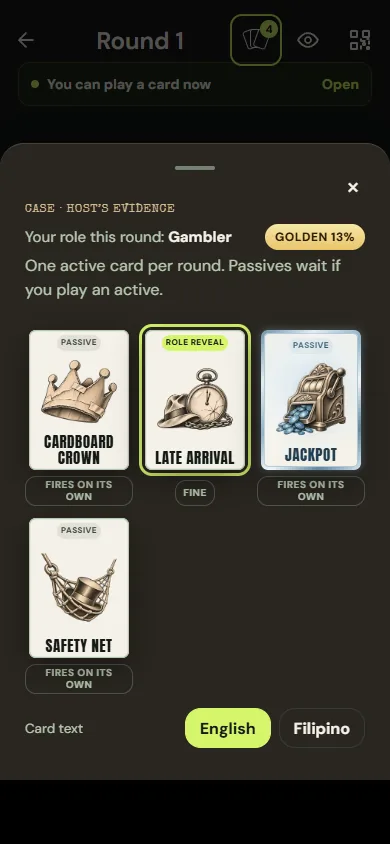 Round 1
4
You can play a card now
Open
CASE · HOST'S EVIDENCE
Your role this round: Gambler
GOLDEN 13%
One active card per round. Passives wait if
you play an active.
PASSIVE
CARDBOARD
CROWN
FIRES ON ITS
OWN
ROLE REVEAL
LATE ARRIVAL
FINE
PASSIVE
JACKPOT
FIRES ON ITS
OWN
PASSIVE
SAFETY NET
FIRES ON ITS
OWN
Card text
English
Filipino